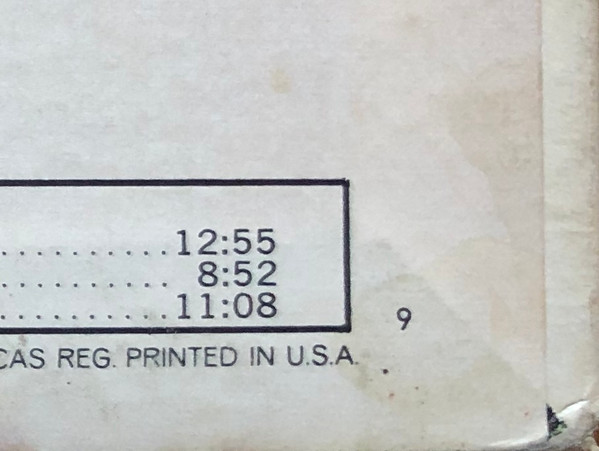 ....................12:55
....................8:52
....................11:08
9
CAS REG. PRINTED IN U.S.A.